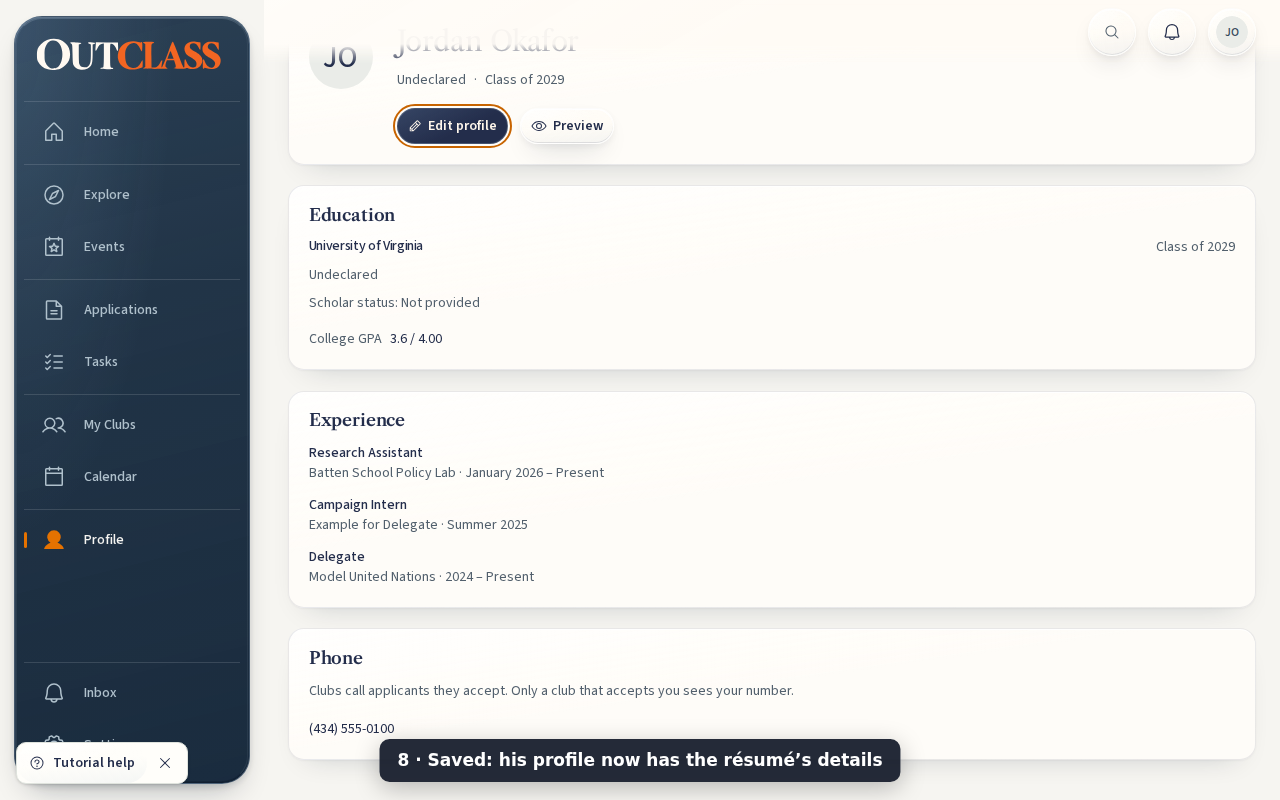 OUTCLASS
Home
Explore
Events
Applications
Tasks
My Clubs
Calendar
Profile
Inbox
Tutorial help
JO
JO
Jordan Okafor
Undeclared · Class of 2029
Edit profile
Preview
Education
University of Virginia
Class of 2029
Undeclared
Scholar status: Not provided
College GPA 3.6 / 4.00
Experience
Research Assistant
Batten School Policy Lab · January 2026 – Present
Campaign Intern
Example for Delegate · Summer 2025
Delegate
Model United Nations · 2024 – Present
Phone
Clubs call applicants they accept. Only a club that accepts you sees your number.
(434) 555-0100
8 · Saved: his profile now has the résumé’s details